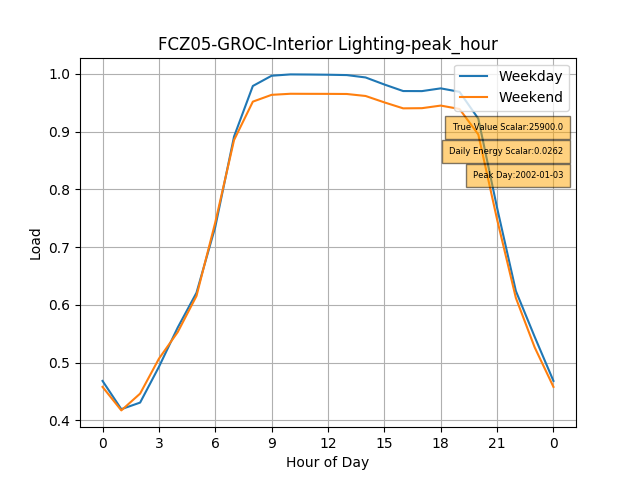 FCZ05-GROC-Interior Lighting-peak_hour
Weekday
Weekend
True Value Scalar:25900.0
Daily Energy Scalar:0.0262
Peak Day:2002-01-03
1.0
0.9
0.8
0.7
0.6
0.5
0.4
Load
0 3 6 9 12 15 18 21 0
Hour of Day